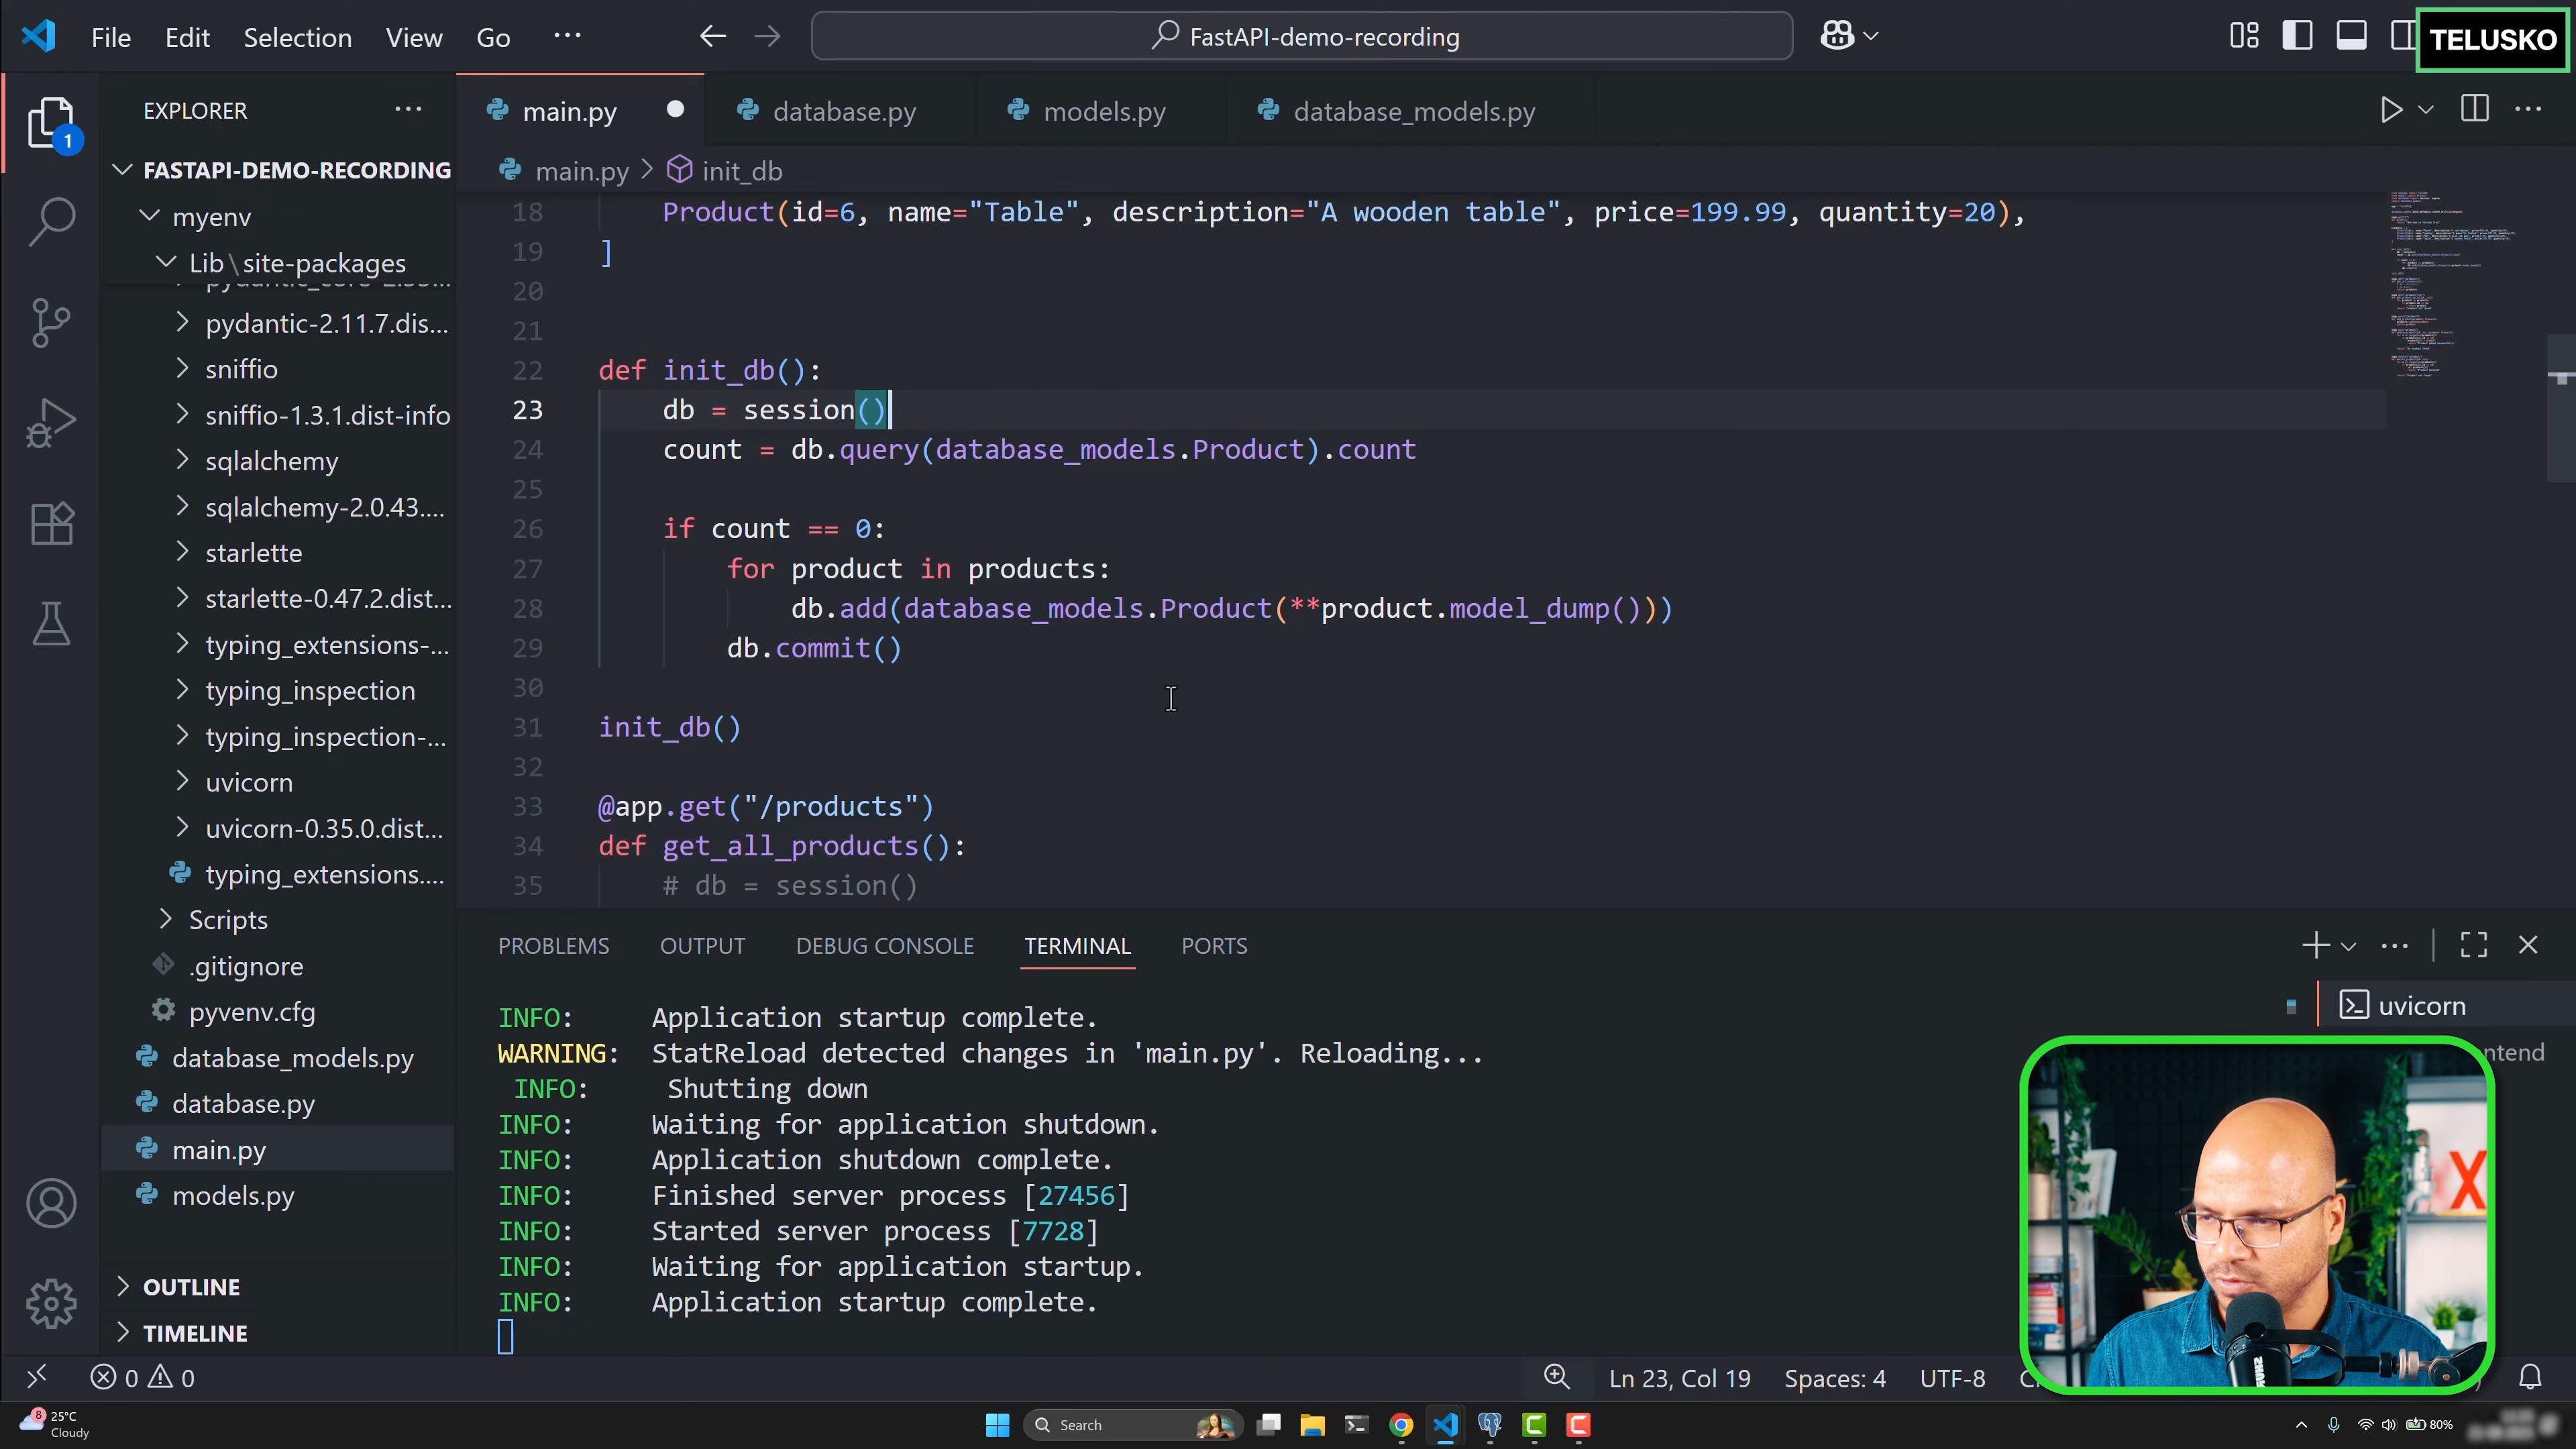 File Edit Selection View Go ···
FastAPI-demo-recording
TELUSKO
EXPLORER ···
main.py
database.py
models.py
database_models.py
1
FASTAPI-DEMO-RECORDING
main.py > init_db
myenv
Lib\site-packages
pydantic-2.11.7.dis...
sniffio
sniffio-1.3.1.dist-info
sqlalchemy
sqlalchemy-2.0.43....
starlette
starlette-0.47.2.dist...
typing_extensions-...
typing_inspection
typing_inspection-...
uvicorn
uvicorn-0.35.0.dist...
typing_extensions....
Scripts
.gitignore
pyvenv.cfg
database_models.py
database.py
main.py
models.py
OUTLINE
TIMELINE
18 Product(id=6, name="Table", description="A wooden table", price=199.99, quantity=20),
19 ]
20
21
22 def init_db():
23 db = session()
24 count = db.query(database_models.Product).count
25
26 if count == 0:
27 for product in products:
28 db.add(database_models.Product(**product.model_dump()))
29 db.commit()
30
31 init_db()
32
33 @app.get("/products")
34 def get_all_products():
35 # db = session()
PROBLEMS OUTPUT DEBUG CONSOLE TERMINAL PORTS
INFO: Application startup complete.
WARNING: StatReload detected changes in 'main.py'. Reloading...
INFO: Shutting down
INFO: Waiting for application shutdown.
INFO: Application shutdown complete.
INFO: Finished server process [27456]
INFO: Started server process [7728]
INFO: Waiting for application startup.
INFO: Application startup complete.
uvicorn
ntend
X
0 0
Ln 23, Col 19 Spaces: 4 UTF-8
8
25°C
Cloudy
Search
80%